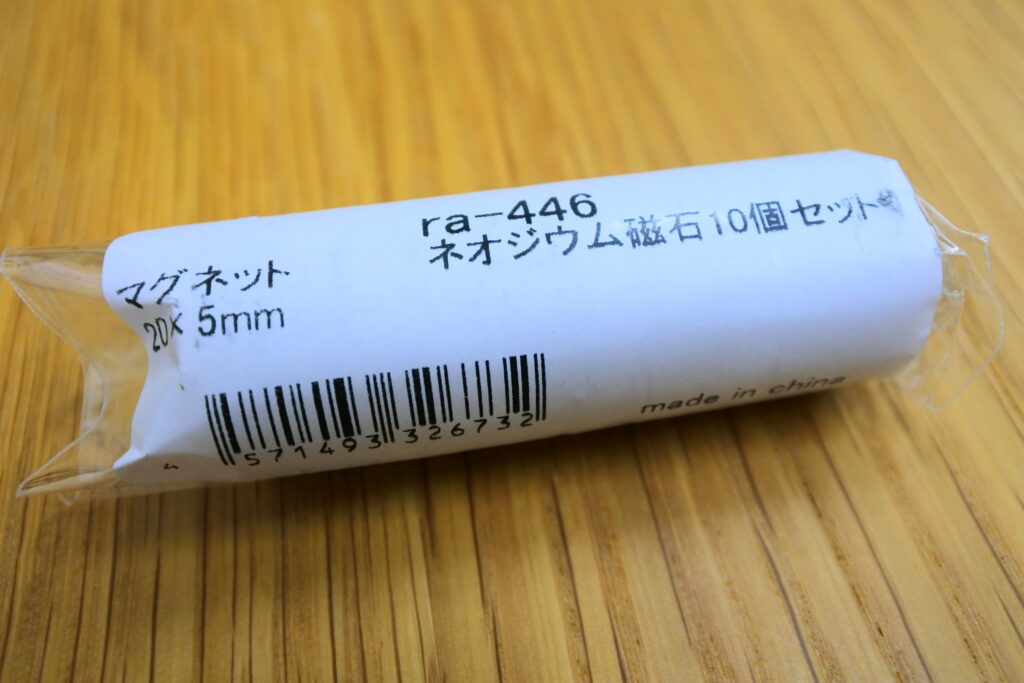 ra-446
ネオジウム磁石10個セット
マグネット
20× 5mm
4 571493 326732
made in china